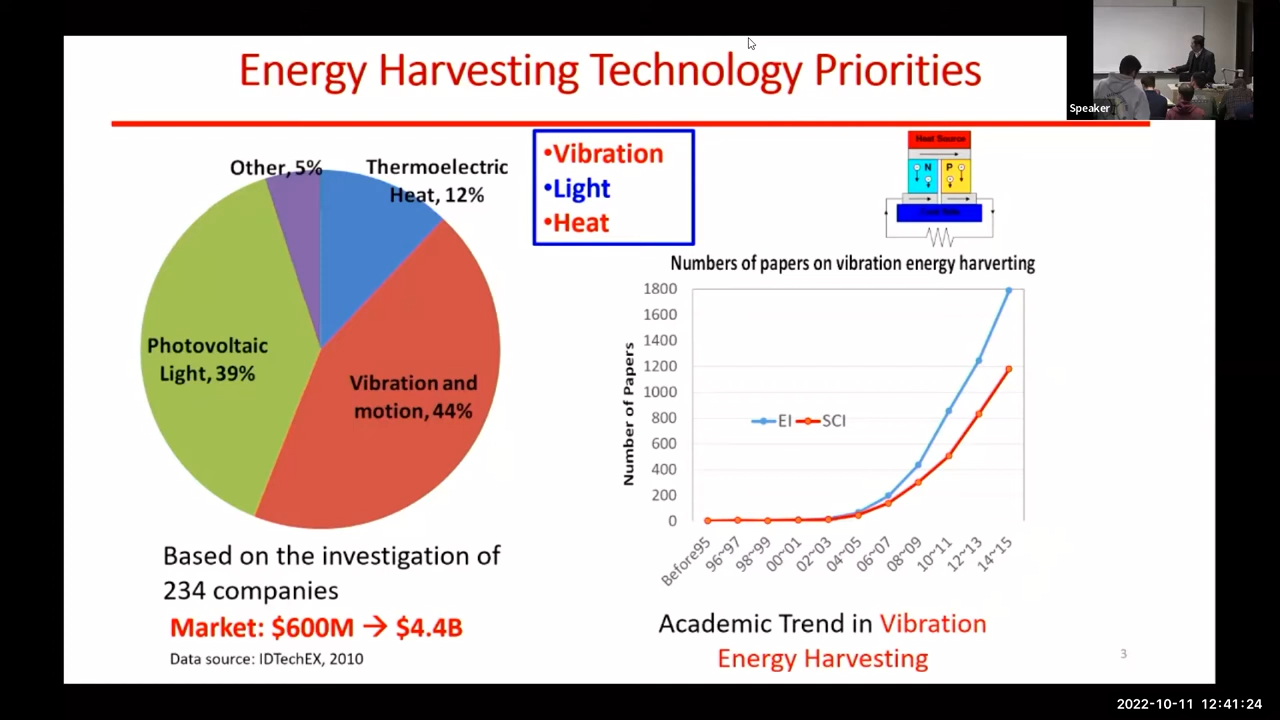 Energy Harvesting Technology Priorities
Speaker
Other, 5%
Thermoelectric
Heat, 12%
Photovoltaic
Light, 39%
Vibration and
motion, 44%
•Vibration
•Light
•Heat
Heat Source
N P
Numbers of papers on vibration energy harverting
1800
1600
1400
1200
1000
800
600
400
200
0
Number of Papers
EI SCI
Before95 96~97 98~99 00~01 02~03 04~05 06~07 08~09 10~11 12~13 14~15
Based on the investigation of
234 companies
Market: $600M → $4.4B
Data source: IDTechEX, 2010
Academic Trend in Vibration
Energy Harvesting
3
2022-10-11 12:41:24